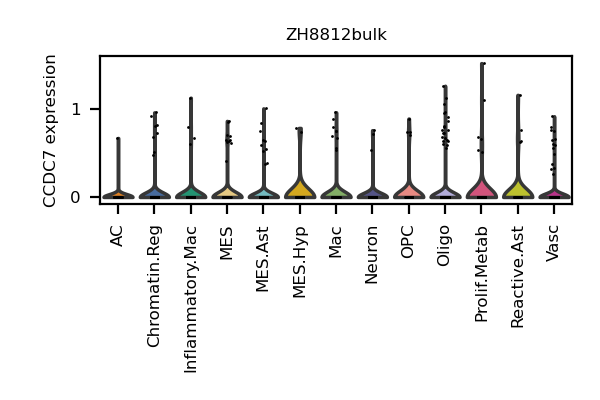 ZH8812bulk
CCDC7 expression
1
0
AC
Chromatin.Reg
Inflammatory.Mac
MES
MES.Ast
MES.Hyp
Mac
Neuron
OPC
Oligo
Prolif.Metab
Reactive.Ast
Vasc